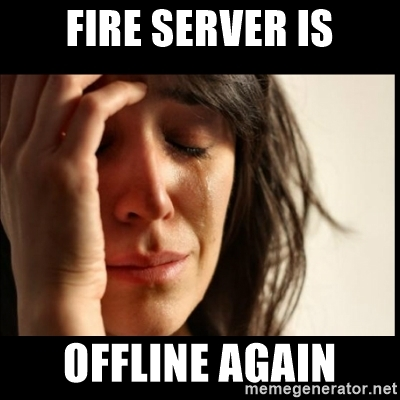 FIRE SERVER IS
OFFLINE AGAIN
memegenerator.net